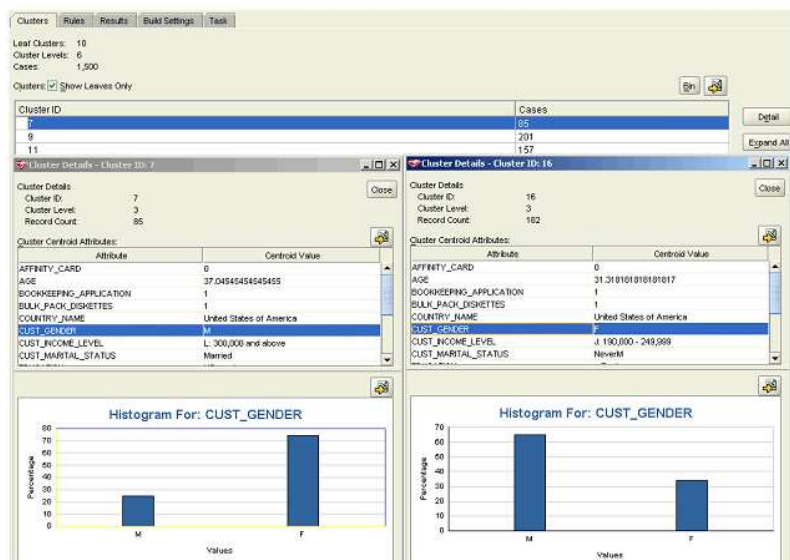 Clusters Rules Results Build Settings Task
Leaf Clusters: 10
Cluster Levels: 6
Cases: 1,500
Clusters: Show Leaves Only
Bin
Cluster ID Cases
7 85
9 201
11 157
Detail
Expand All
Cluster Details - Cluster ID: 7
Cluster Details
Close
Cluster ID: 7
Cluster Level: 3
Record Count: 85
Cluster Centroid Attributes:
Attribute Centroid Value
AFFINITY_CARD 0
AGE 37.04545454545455
BOOKKEEPING_APPLICATION 1
BULK_PACK_DISKETTES 1
COUNTRY_NAME United States of America
CUST_GENDER M
CUST_INCOME_LEVEL L: 300,000 and above
CUST_MARITAL_STATUS Married
Histogram For: CUST_GENDER
Percentage
80
70
60
50
40
30
20
10
0
M F
Values
Cluster Details - Cluster ID: 16
Cluster Details
Close
Cluster ID: 16
Cluster Level: 3
Record Count: 182
Cluster Centroid Attributes:
Attribute Centroid Value
AFFINITY_CARD 0
AGE 31.318181818181817
BOOKKEEPING_APPLICATION 1
BULK_PACK_DISKETTES 1
COUNTRY_NAME United States of America
CUST_GENDER F
CUST_INCOME_LEVEL J: 190,000 - 249,999
CUST_MARITAL_STATUS NeverM
Histogram For: CUST_GENDER
Percentage
70
60
50
40
30
20
10
0
M F
Values